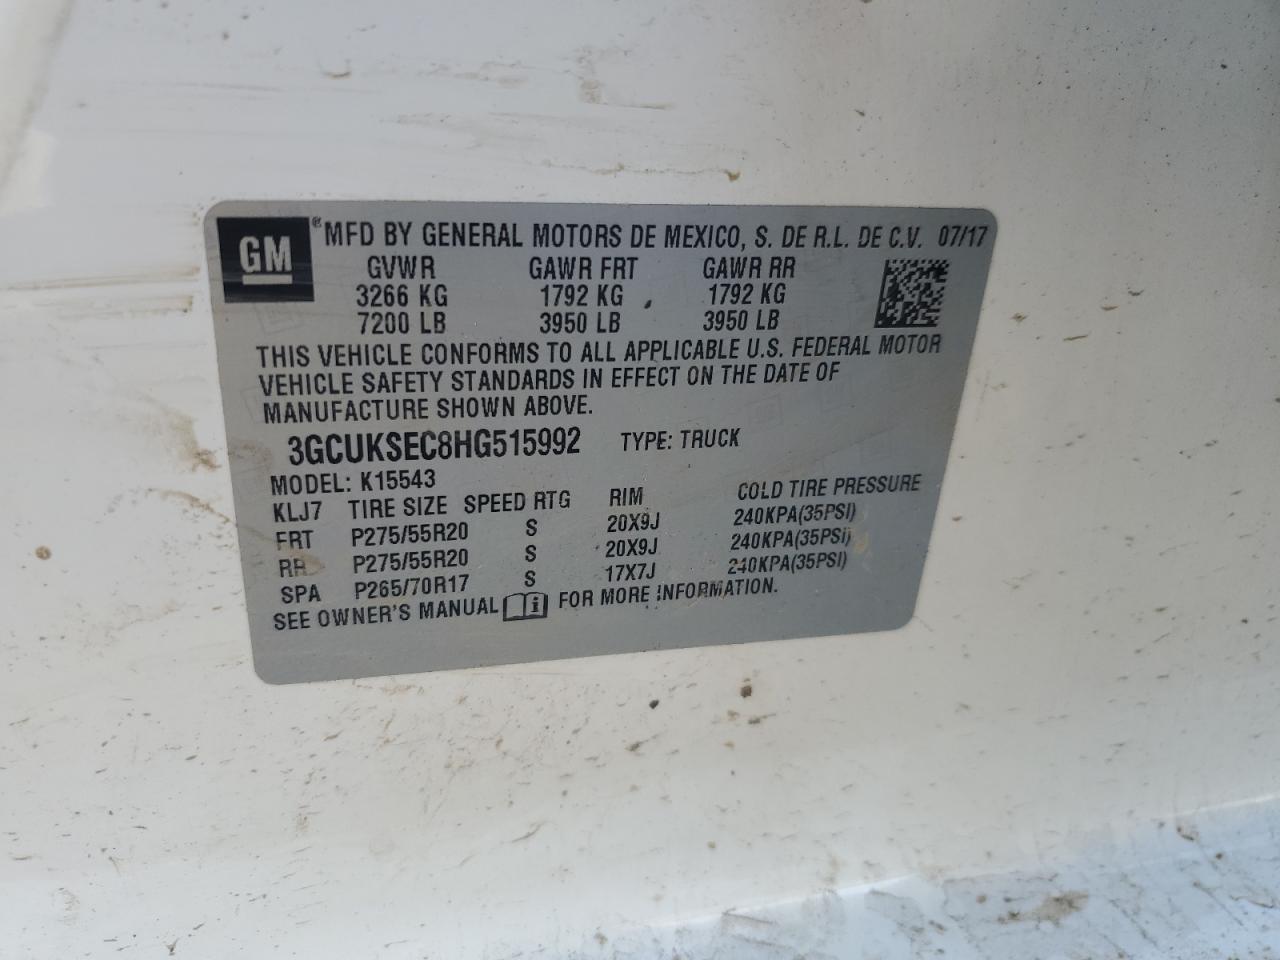 GM ® MFD BY GENERAL MOTORS DE MEXICO, S. DE R.L. DE C.V. 07/17
GVWR GAWR FRT GAWR RR
3266 KG 1792 KG 1792 KG
7200 LB 3950 LB 3950 LB
THIS VEHICLE CONFORMS TO ALL APPLICABLE U.S. FEDERAL MOTOR
VEHICLE SAFETY STANDARDS IN EFFECT ON THE DATE OF
MANUFACTURE SHOWN ABOVE.
3GCUKSEC8HG515992 TYPE: TRUCK
MODEL: K15543
KLJ7 TIRE SIZE SPEED RTG RIM COLD TIRE PRESSURE
FRT P275/55R20 S 20X9J 240KPA(35PSI)
RR P275/55R20 S 20X9J 240KPA(35PSI)
SPA P265/70R17 S 17X7J 240KPA(35PSI)
SEE OWNER'S MANUAL i FOR MORE INFORMATION.